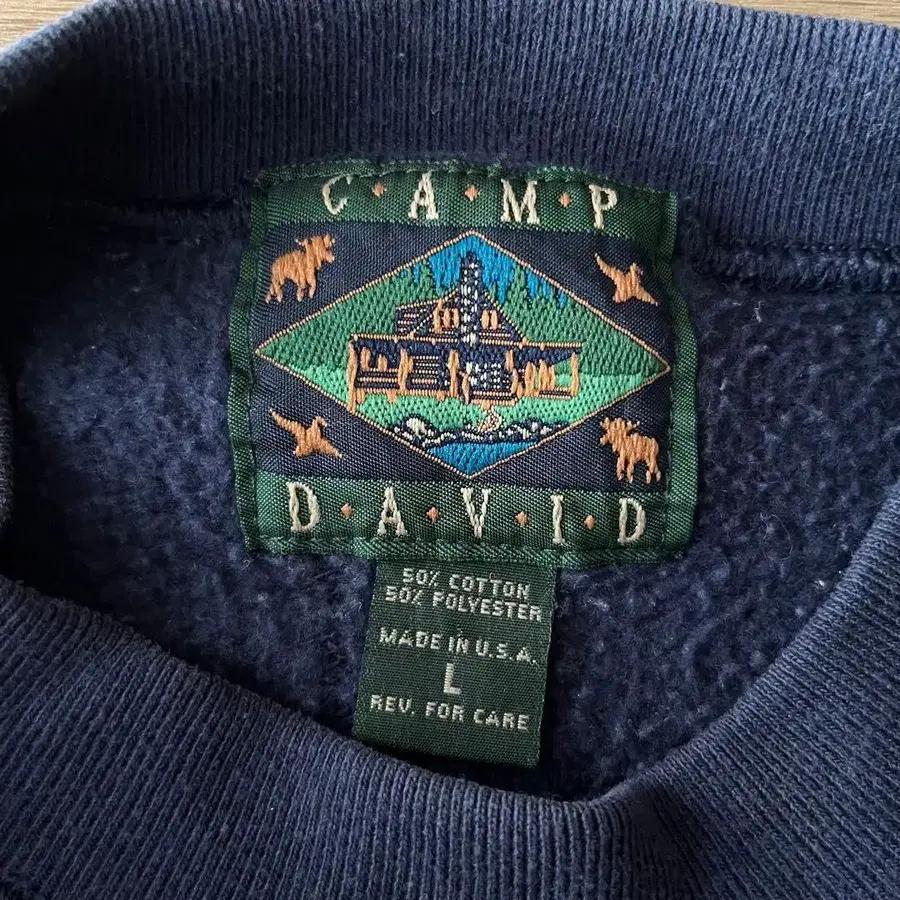 C·A·M·P
D·A·V·I·D
50% COTTON
50% POLYESTER
MADE IN U.S.A.
L
REV. FOR CARE